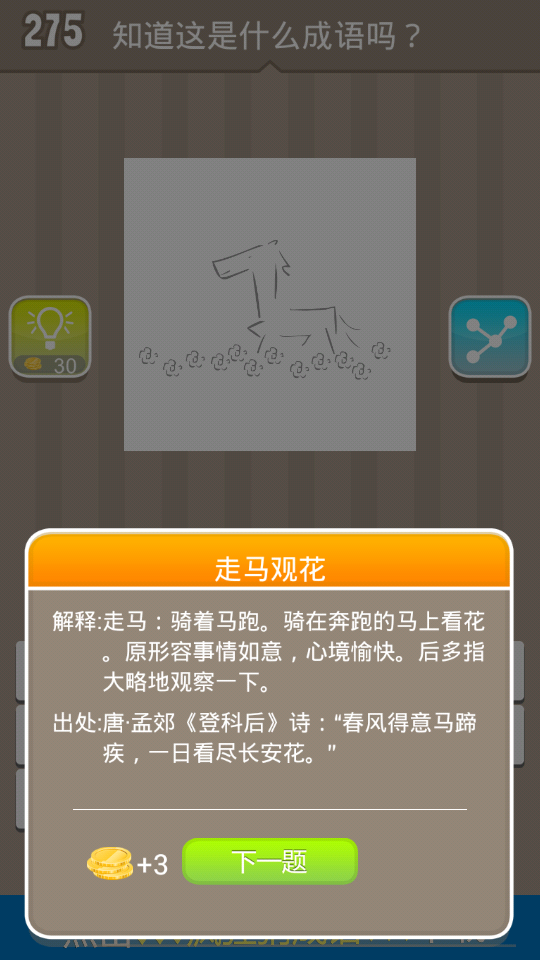 275
知道这是什么成语吗？
30
走马观花
解释:走马：骑着马跑。骑在奔跑的马上看花
。原形容事情如意，心境愉快。后多指
大略地观察一下。
出处:唐·孟郊《登科后》诗：“春风得意马蹄
疾，一日看尽长安花。”
+3
下一题